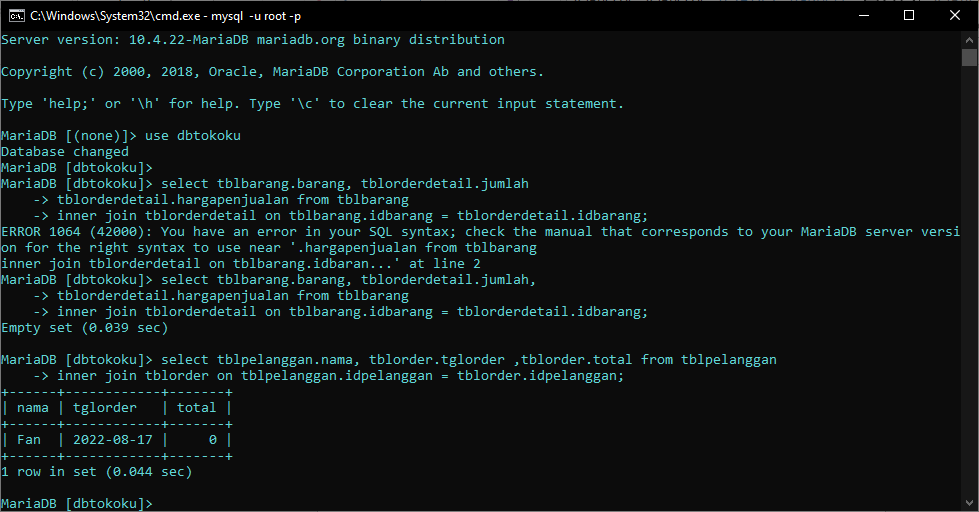 C:\Windows\System32\cmd.exe - mysql  -u root -p
Server version: 10.4.22-MariaDB mariadb.org binary distribution
Copyright (c) 2000, 2018, Oracle, MariaDB Corporation Ab and others.
Type 'help;' or '\h' for help. Type '\c' to clear the current input statement.
MariaDB [(none)]> use dbtokoku
Database changed
MariaDB [dbtokoku]>
MariaDB [dbtokoku]> select tblbarang.barang, tblorderdetail.jumlah
    -> tblorderdetail.hargapenjualan from tblbarang
    -> inner join tblorderdetail on tblbarang.idbarang = tblorderdetail.idbarang;
ERROR 1064 (42000): You have an error in your SQL syntax; check the manual that corresponds to your MariaDB server versi
on for the right syntax to use near '.hargapenjualan from tblbarang
inner join tblorderdetail on tblbarang.idbaran...' at line 2
MariaDB [dbtokoku]> select tblbarang.barang, tblorderdetail.jumlah,
    -> tblorderdetail.hargapenjualan from tblbarang
    -> inner join tblorderdetail on tblbarang.idbarang = tblorderdetail.idbarang;
Empty set (0.039 sec)
MariaDB [dbtokoku]> select tblpelanggan.nama, tblorder.tglorder ,tblorder.total from tblpelanggan
    -> inner join tblorder on tblpelanggan.idpelanggan = tblorder.idpelanggan;
+------+------------+-------+
| nama | tglorder   | total |
+------+------------+-------+
| Fan  | 2022-08-17 |     0 |
+------+------------+-------+
1 row in set (0.044 sec)
MariaDB [dbtokoku]>